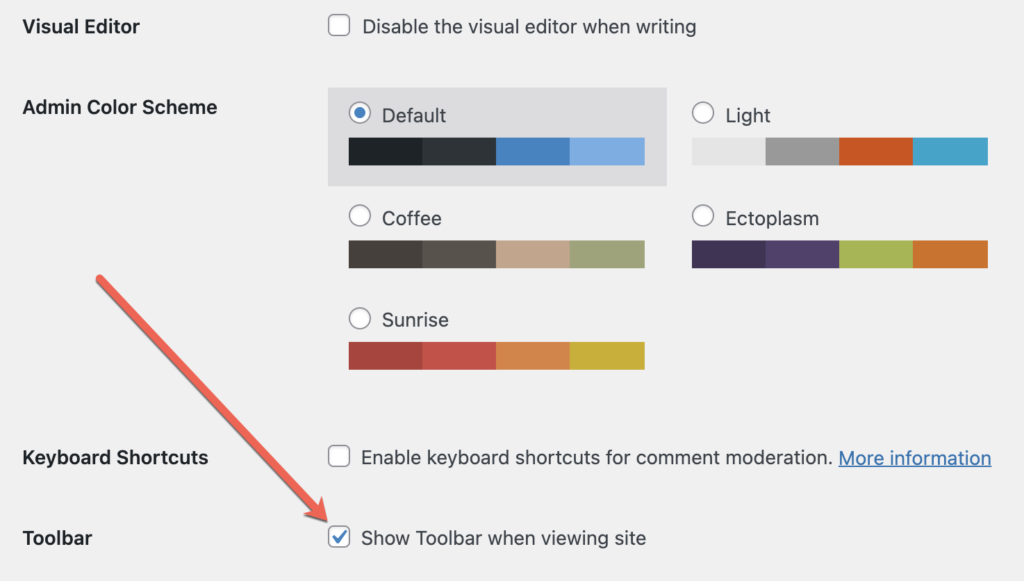 Visual Editor
Disable the visual editor when writing
Admin Color Scheme
Default
Light
Coffee
Ectoplasm
Sunrise
Keyboard Shortcuts
Enable keyboard shortcuts for comment moderation. More information
Toolbar
Show Toolbar when viewing site